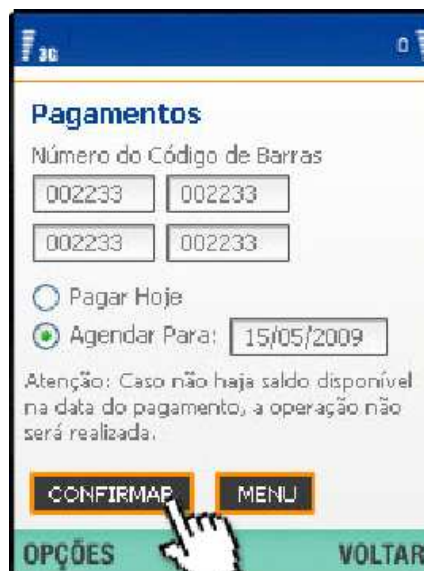 3G
Pagamentos
Número do Código de Barras
002233 002233
002233 002233
Pagar Hoje
Agendar Para: 15/05/2009
Atenção: Caso não haja saldo disponível
na data do pagamento, a operação não
será realizada.
CONFIRMAR MENU
OPÇÕES VOLTAR